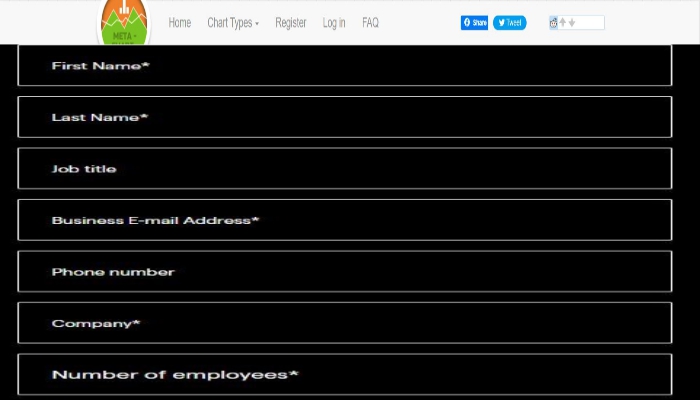 META -
Home Chart Types Register Log in FAQ Share Tweet
First Name*
Last Name*
Job title
Business E-mail Address*
Phone number
Company*
Number of employees*